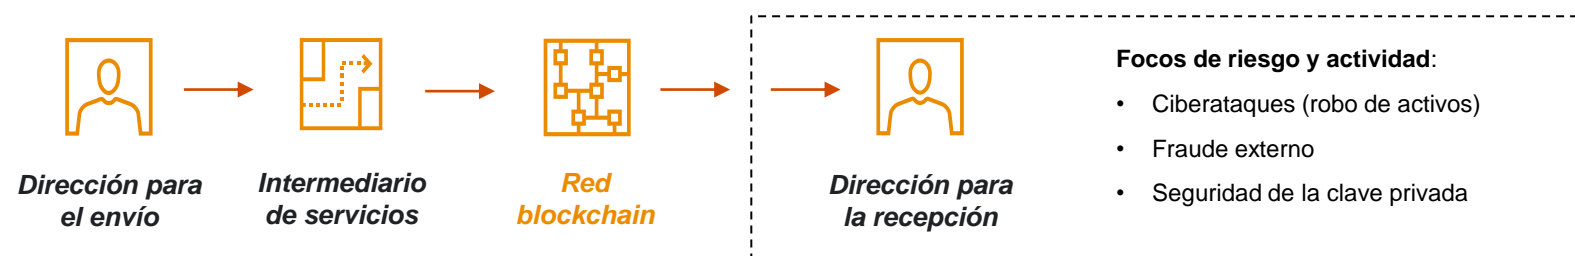 Dirección para
el envío
Intermediario
de servicios
Red
blockchain
Dirección para
la recepción
Focos de riesgo y actividad:
• Ciberataques (robo de activos)
• Fraude externo
• Seguridad de la clave privada